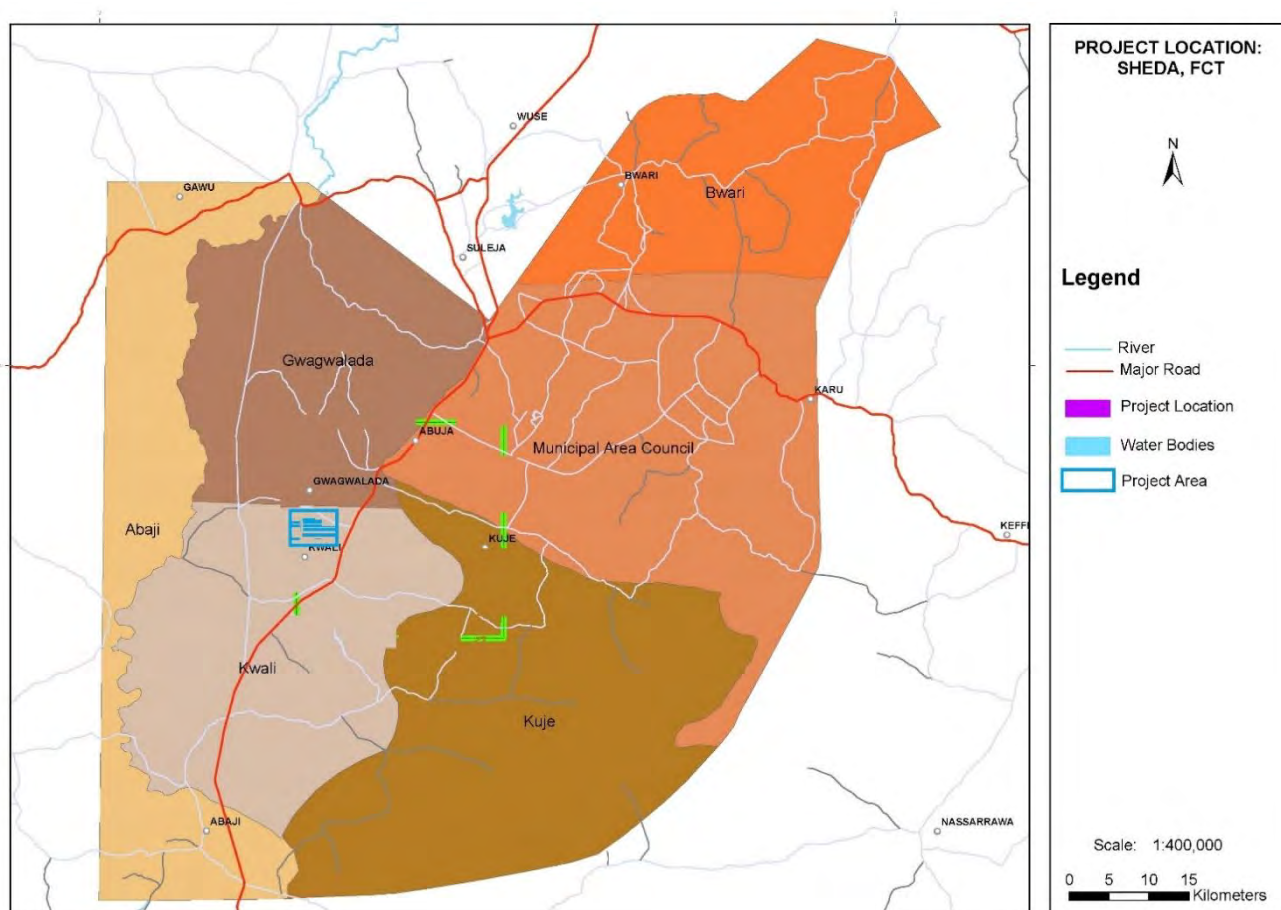 7
8
WUSE
BWARI
Bwari
GAWU
SULEJA
Gwagwalada
KARU
ABUJA
Municipal Area Council
GWAGWALADA
Abaji
KEFFI
KUJE
KWALI
Kwali
Kuje
ABAJI
NASSARRAWA
PROJECT LOCATION:
SHEDA, FCT
N
Legend
River
Major Road
Project Location
Water Bodies
Project Area
Scale: 1:400,000
0 5 10 15
Kilometers